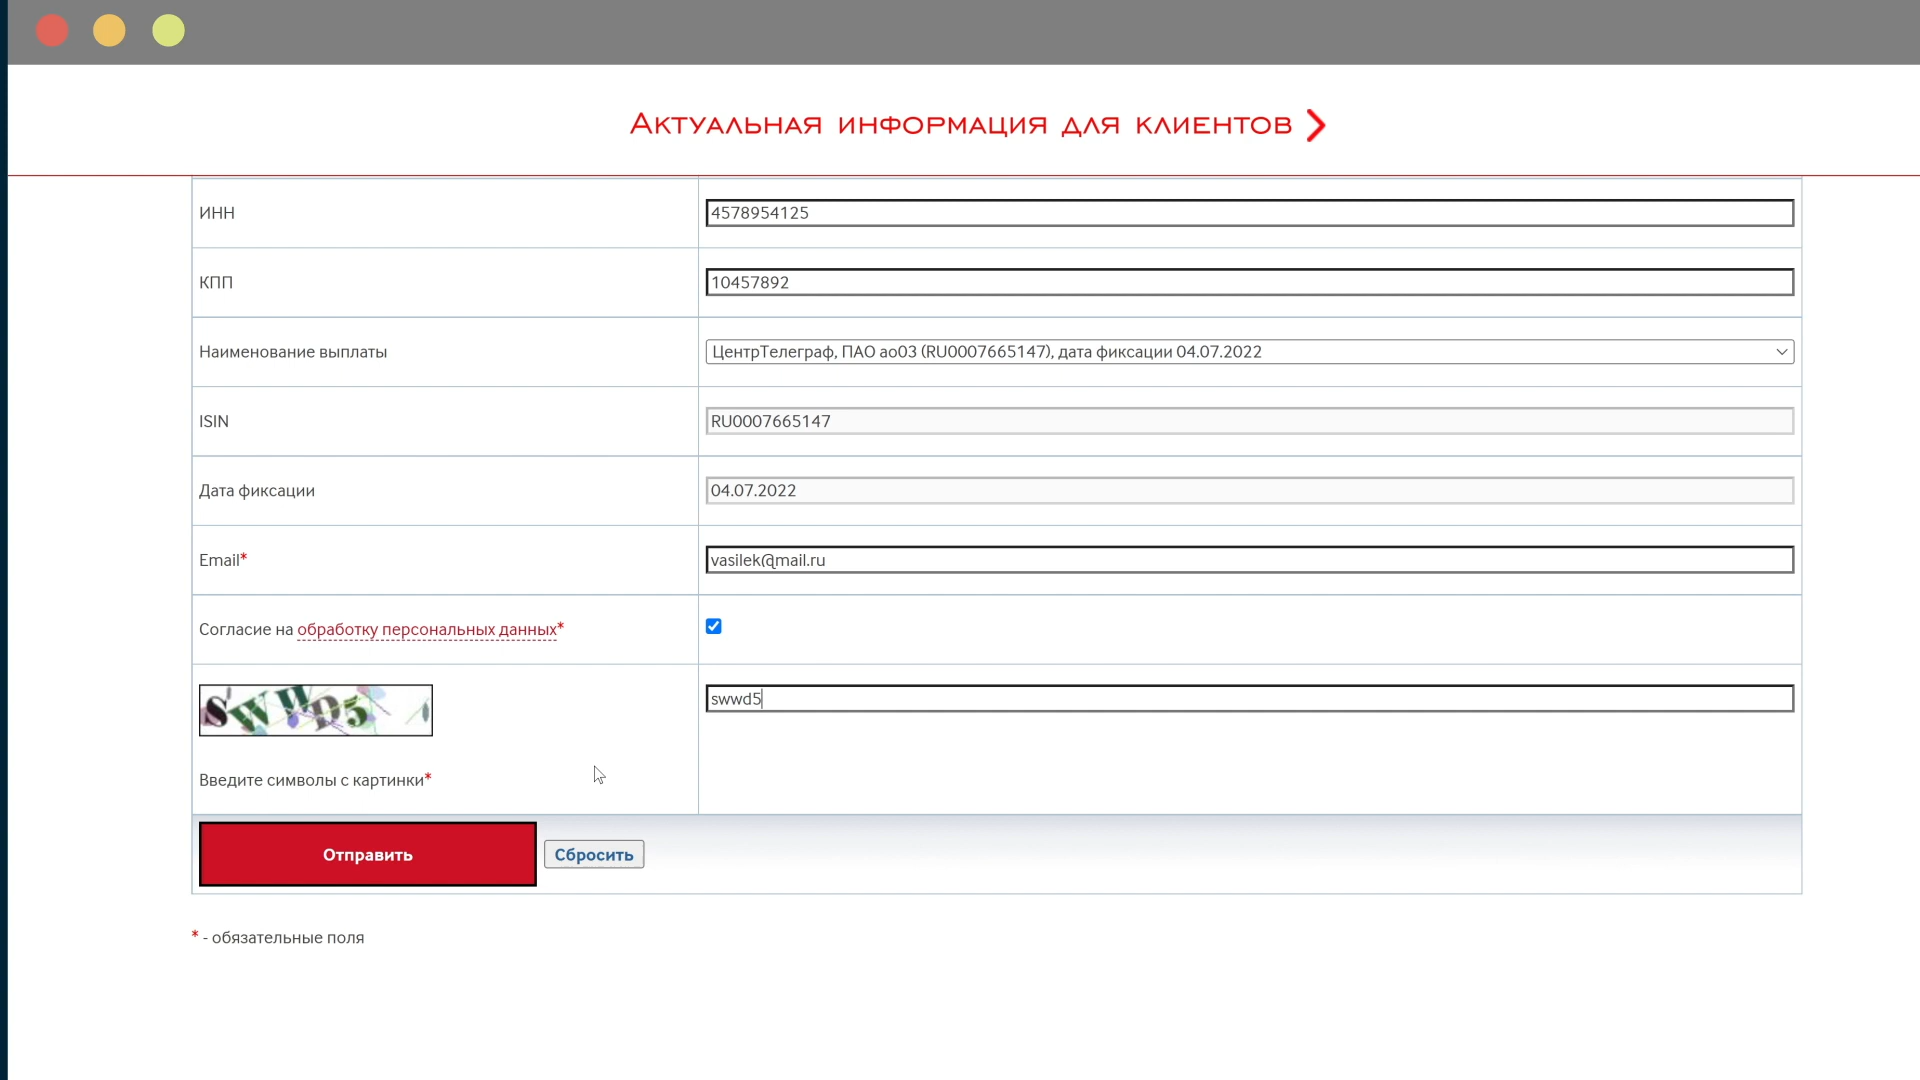 Актуальная информация для клиентов
ИНН 4578954125
КПП 10457892
Наименование выплаты ЦентрТелеграф, ПАО ао03 (RU0007665147), дата фиксации 04.07.2022
ISIN RU0007665147
Дата фиксации 04.07.2022
Email* vasilek@mail.ru
Согласие на обработку персональных данных*
SWWD5 swwd5
Введите символы с картинки*
Отправить Сбросить
* - обязательные поля